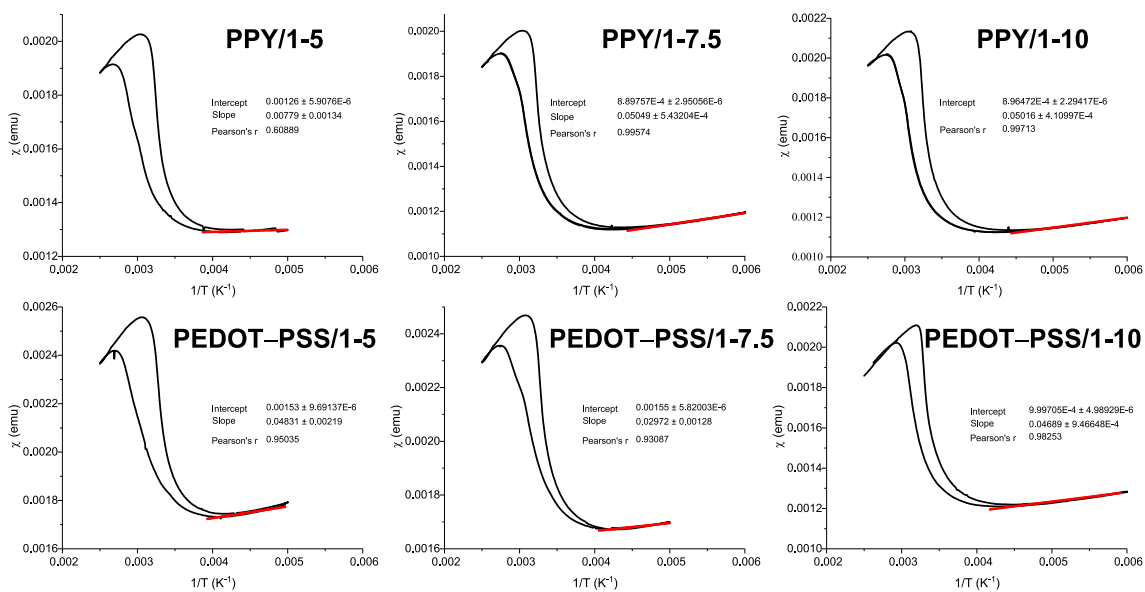 PPY/1-5
0.0020
0.0018
0.0016
0.0014
0.0012
χ (emu)
Intercept 0.00126 ± 5.9076E-6
Slope 0.00779 ± 0.00134
Pearson's r 0.60889
0.002 0.003 0.004 0.005 0.006
1/T (K⁻¹)
PPY/1-7.5
0.0020
0.0018
0.0016
0.0014
0.0012
0.0010
χ (emu)
Intercept 8.89757E-4 ± 2.95056E-6
Slope 0.05049 ± 5.43204E-4
Pearson's r 0.99574
0.002 0.003 0.004 0.005 0.006
1/T (K⁻¹)
PPY/1-10
0.0022
0.0020
0.0018
0.0016
0.0014
0.0012
0.0010
χ (emu)
Intercept 8.96472E-4 ± 2.29417E-6
Slope 0.05016 ± 4.10997E-4
Pearson's r 0.99713
0.002 0.003 0.004 0.005 0.006
1/T (K⁻¹)
PEDOT–PSS/1-5
0.0026
0.0024
0.0022
0.0020
0.0018
0.0016
χ (emu)
Intercept 0.00153 ± 9.69137E-6
Slope 0.04831 ± 0.00219
Pearson's r 0.95035
0.002 0.003 0.004 0.005 0.006
1/T (K⁻¹)
PEDOT–PSS/1-7.5
0.0024
0.0022
0.0020
0.0018
0.0016
χ (emu)
Intercept 0.00155 ± 5.82003E-6
Slope 0.02972 ± 0.00128
Pearson's r 0.93087
0.002 0.003 0.004 0.005 0.006
1/T (K⁻¹)
PEDOT–PSS/1-10
0.0022
0.0020
0.0018
0.0016
0.0014
0.0012
0.0010
χ (emu)
Intercept 9.99705E-4 ± 4.98929E-6
Slope 0.04689 ± 9.46648E-4
Pearson's r 0.98253
0.002 0.003 0.004 0.005 0.006
1/T (K⁻¹)